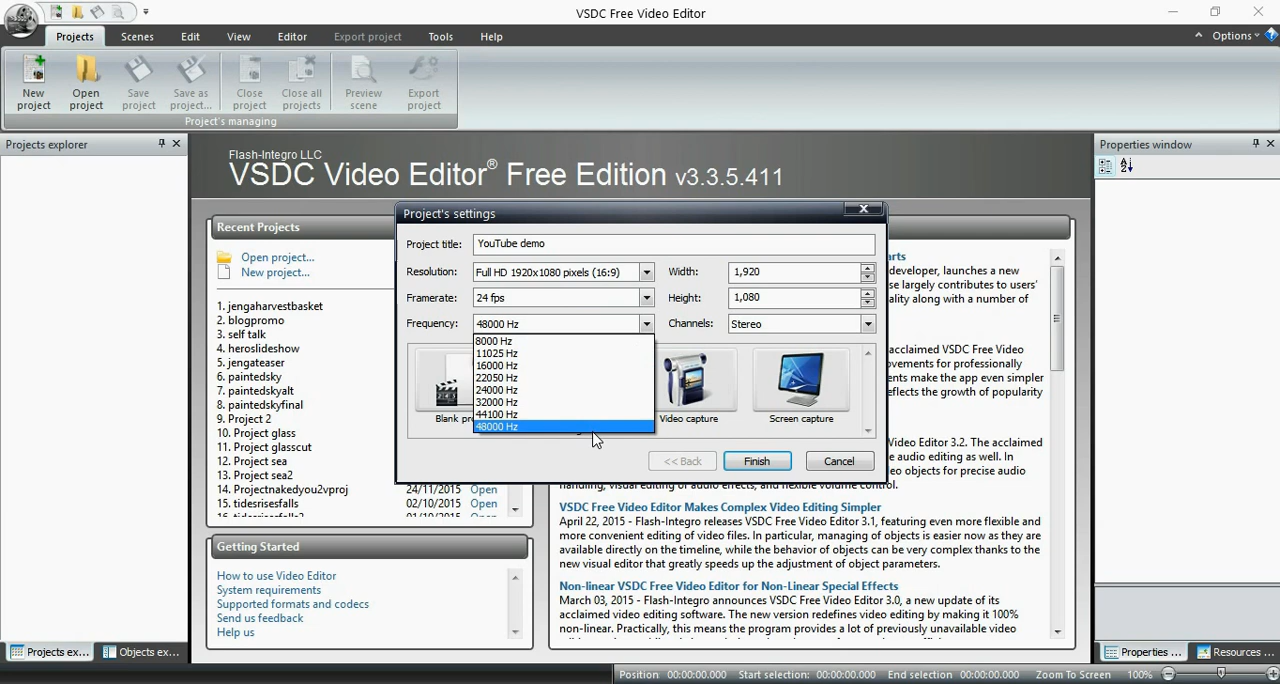 VSDC Free Video Editor
Projects Scenes Edit View Editor Export project Tools Help Options
New project
Open project
Save project
Save as project...
Close project
Close all projects
Preview scene
Export project
Project's managing
Projects explorer
Properties window
Flash-Integro LLC
VSDC Video Editor® Free Edition v3.3.5.411
Recent Projects
Open project...
New project...
1. jengaharvestbasket
2. blogpromo
3. self talk
4. heroslideshow
5. jengateaser
6. paintedsky
7. paintedskyalt
8. paintedskyfinal
9. Project 2
10. Project glass
11. Project glasscut
12. Project sea
13. Project sea2
14. Projectnakedyou2vproj 24/11/2015 Open
15. tidesrisesfalls 02/10/2015 Open
Project's settings
Project title: YouTube demo
Resolution: Full HD 1920x1080 pixels (16:9) Width: 1,920
Framerate: 24 fps Height: 1,080
Frequency: 48000 Hz Channels: Stereo
8000 Hz
11025 Hz
16000 Hz
22050 Hz
24000 Hz
32000 Hz
44100 Hz
48000 Hz
Blank pr
Video capture
Screen capture
<< Back Finish Cancel
arts
developer, launches a new
se largely contributes to users'
ality along with a number of
acclaimed VSDC Free Video
ovements for professionally
ents make the app even simpler
eflects the growth of popularity
Video Editor 3.2. The acclaimed
e audio editing as well. In
eo objects for precise audio
handling, visual editing of audio effects, and flexible volume control.
VSDC Free Video Editor Makes Complex Video Editing Simpler
April 22, 2015 - Flash-Integro releases VSDC Free Video Editor 3.1, featuring even more flexible and
more convenient editing of video files. In particular, managing of objects is easier now as they are
available directly on the timeline, while the behavior of objects can be very complex thanks to the
new visual editor that greatly speeds up the adjustment of object parameters.
Non-linear VSDC Free Video Editor for Non-Linear Special Effects
March 03, 2015 - Flash-Integro announces VSDC Free Video Editor 3.0, a new update of its
acclaimed video editing software. The new version redefines video editing by making it 100%
non-linear. Practically, this means the program provides a lot of previously unavailable video
Getting Started
How to use Video Editor
System requirements
Supported formats and codecs
Send us feedback
Help us
Projects ex... Objects ex...
Properties ... Resources ...
Position: 00:00:00.000 Start selection: 00:00:00.000 End selection 00:00:00.000 Zoom To Screen 100%